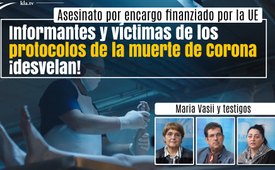 kla.tv
Asesinato por encargo financiado por la UE
Informantes y víctimas de los
protocolos de la muerte de Corona
¡desvelan!
Maria Vasii y testigos